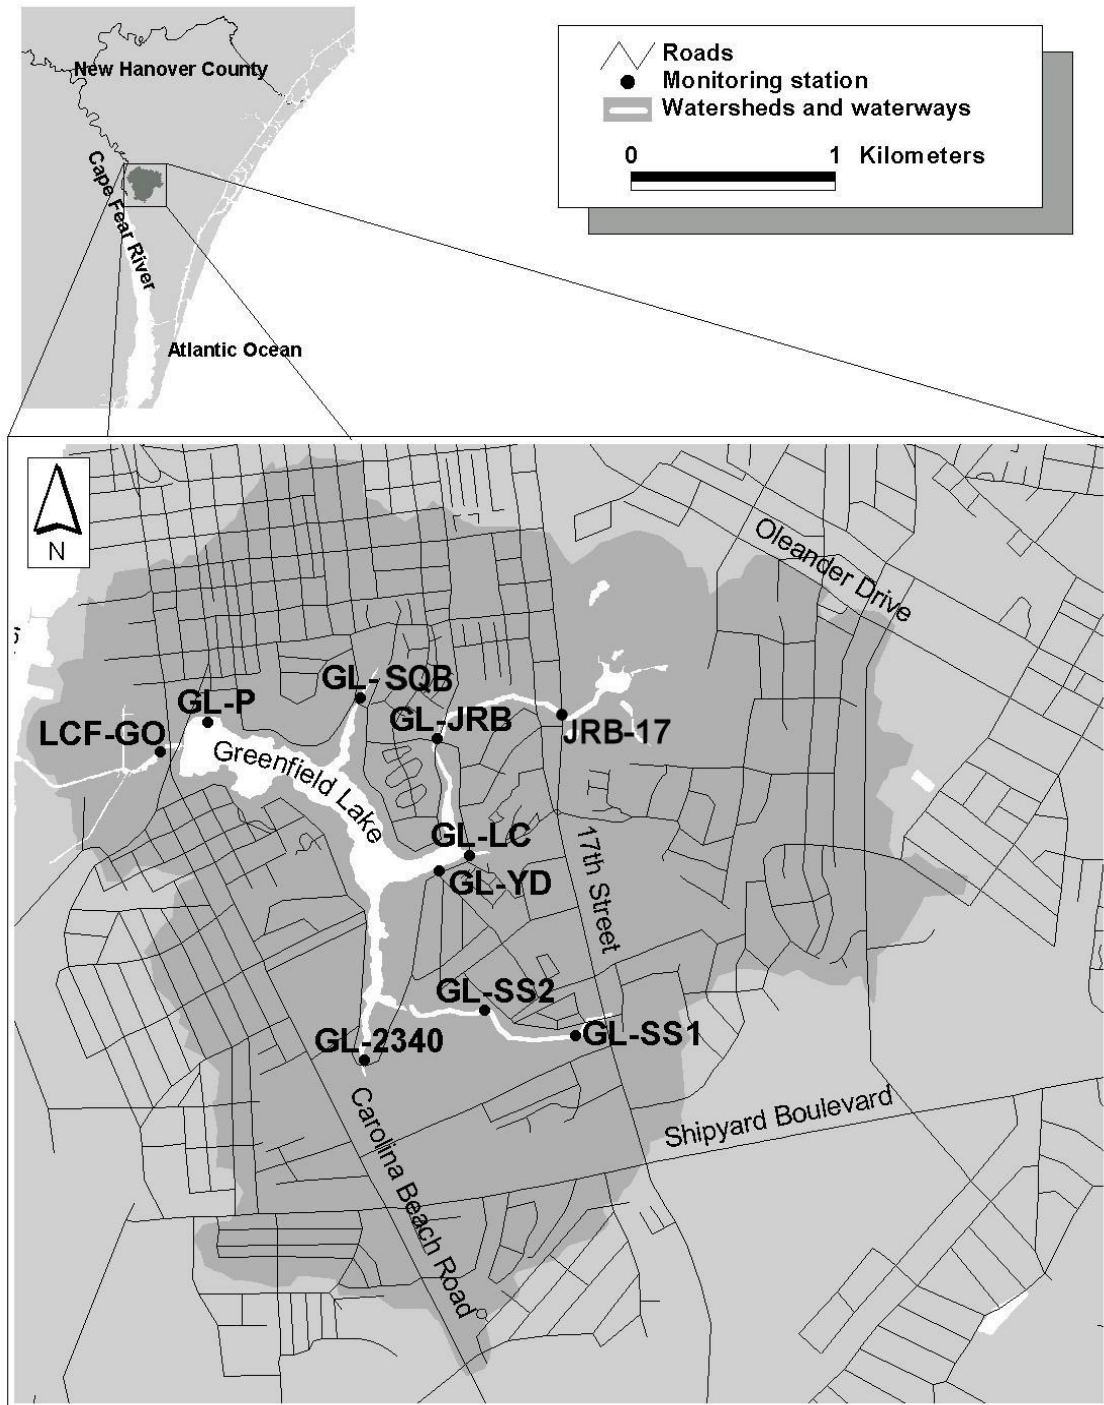 New Hanover County
Cape Fear River
Atlantic Ocean
Roads
Monitoring station
Watersheds and waterways
0 1 Kilometers
N
Oleander Drive
GL-SQB
GL-P
GL-JRB
JRB-17
LCF-GO
Greenfield Lake
GL-LC
GL-YD
17th Street
GL-SS2
GL-SS1
GL-2340
Shipyard Boulevard
Carolina Beach Road